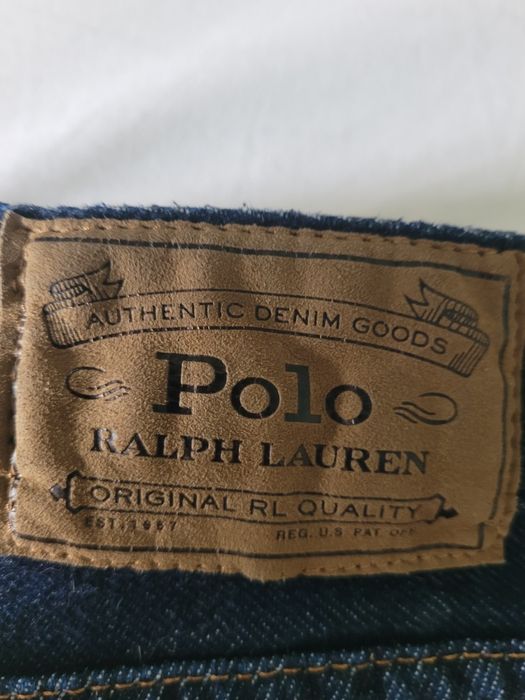 AUTHENTIC DENIM GOODS
Polo
RALPH LAUREN
ORIGINAL RL QUALITY
EST. 1967 REG. U.S. PAT. OFF.